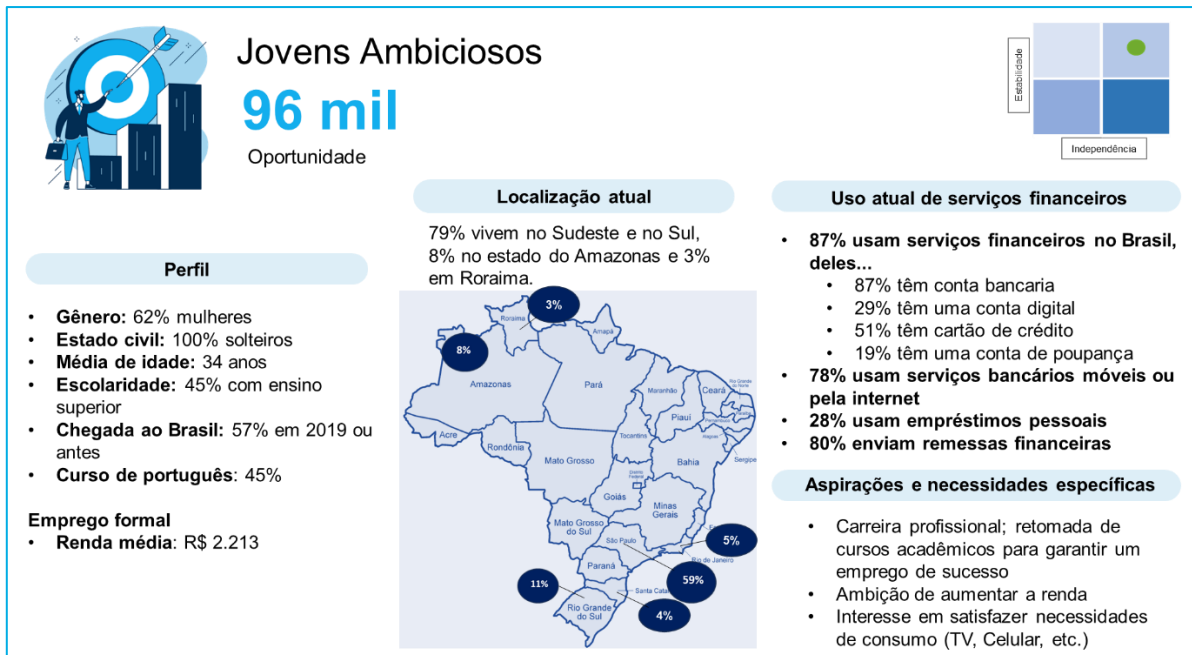 Jovens Ambiciosos
96 mil
Oportunidade
Estabilidade
Independência
Perfil
• Gênero: 62% mulheres
• Estado civil: 100% solteiros
• Média de idade: 34 anos
• Escolaridade: 45% com ensino
superior
• Chegada ao Brasil: 57% em 2019 ou
antes
• Curso de português: 45%
Emprego formal
• Renda média: R$ 2.213
Localização atual
79% vivem no Sudeste e no Sul,
8% no estado do Amazonas e 3%
em Roraima.
3%
Roraima
Amapá
8%
Amazonas
Pará
Maranhão
Ceará
Rio Grande
do Norte
Piauí
Pernambuco
Alagoas
Sergipe
Acre
Rondônia
Tocantins
Mato Grosso
Bahia
Distrito
Federal
Goiás
Minas
Gerais
Mato Grosso
do Sul
São Paulo
5%
Rio de Janeiro
Paraná
59%
11%
Santa Catar
Rio Grande
do Sul
4%
Uso atual de serviços financeiros
• 87% usam serviços financeiros no Brasil,
deles...
• 87% têm conta bancaria
• 29% têm uma conta digital
• 51% têm cartão de crédito
• 19% têm uma conta de poupança
• 78% usam serviços bancários móveis ou
pela internet
• 28% usam empréstimos pessoais
• 80% enviam remessas financeiras
Aspirações e necessidades específicas
• Carreira profissional; retomada de
cursos acadêmicos para garantir um
emprego de sucesso
• Ambição de aumentar a renda
• Interesse em satisfazer necessidades
de consumo (TV, Celular, etc.)